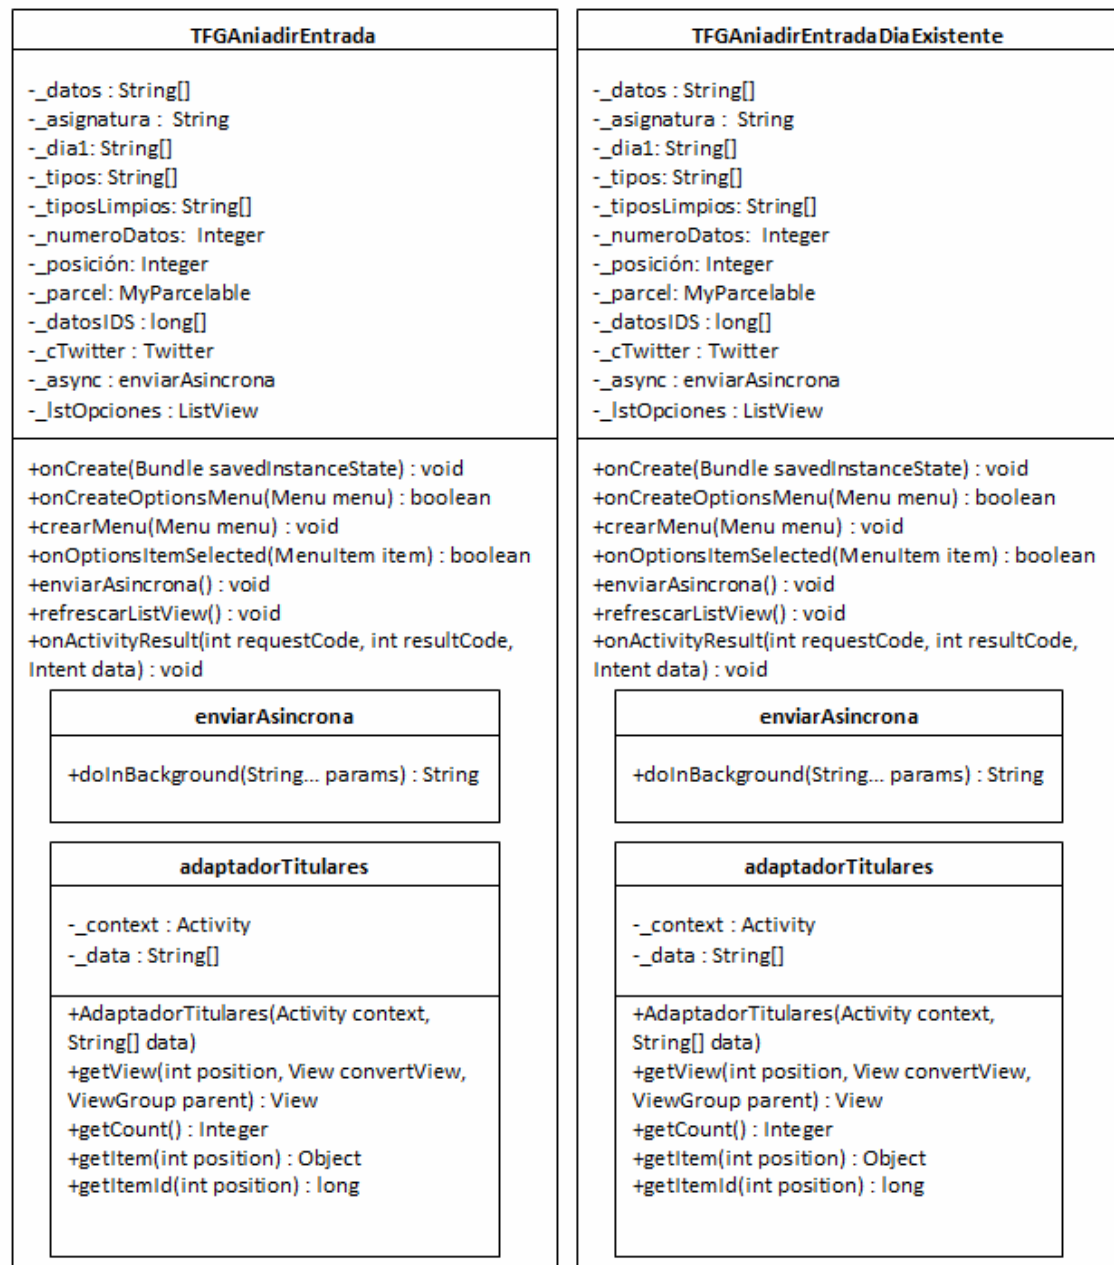 TFGAniadirEntrada
-_datos : String[]
-_asignatura :  String
-_dia1: String[]
-_tipos: String[]
-_tiposLimpios: String[]
-_numeroDatos:  Integer
-_posición: Integer
-_parcel: MyParcelable
-_datosIDS : long[]
-_cTwitter : Twitter
-_async : enviarAsincrona
-_lstOpciones : ListView
+onCreate(Bundle savedInstanceState) : void
+onCreateOptionsMenu(Menu menu) : boolean
+crearMenu(Menu menu) : void
+onOptionsItemSelected(MenuItem item) : boolean
+enviarAsincrona() : void
+refrescarListView() : void
+onActivityResult(int requestCode, int resultCode,
Intent data) : void
enviarAsincrona
+doInBackground(String... params) : String
adaptadorTitulares
-_context : Activity
-_data : String[]
+AdaptadorTitulares(Activity context,
String[] data)
+getView(int position, View convertView,
ViewGroup parent) : View
+getCount() : Integer
+getItem(int position) : Object
+getItemId(int position) : long
TFGAniadirEntradaDiaExistente
-_datos : String[]
-_asignatura :  String
-_dia1: String[]
-_tipos: String[]
-_tiposLimpios: String[]
-_numeroDatos:  Integer
-_posición: Integer
-_parcel: MyParcelable
-_datosIDS : long[]
-_cTwitter : Twitter
-_async : enviarAsincrona
-_lstOpciones : ListView
+onCreate(Bundle savedInstanceState) : void
+onCreateOptionsMenu(Menu menu) : boolean
+crearMenu(Menu menu) : void
+onOptionsItemSelected(MenuItem item) : boolean
+enviarAsincrona() : void
+refrescarListView() : void
+onActivityResult(int requestCode, int resultCode,
Intent data) : void
enviarAsincrona
+doInBackground(String... params) : String
adaptadorTitulares
-_context : Activity
-_data : String[]
+AdaptadorTitulares(Activity context,
String[] data)
+getView(int position, View convertView,
ViewGroup parent) : View
+getCount() : Integer
+getItem(int position) : Object
+getItemId(int position) : long